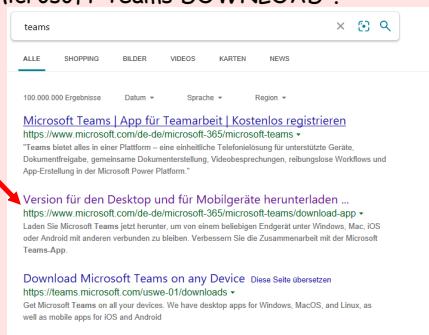 Microsoft Teams DOWNLOAD :
teams
ALLE SHOPPING BILDER VIDEOS KARTEN NEWS
100.000.000 Ergebnisse Datum Sprache Region
Microsoft Teams | App für Teamarbeit | Kostenlos registrieren
https://www.microsoft.com/de-de/microsoft-365/microsoft-teams
"Teams bietet alles in einer Plattform – eine einheitliche Telefonielösung für unterstützte Geräte,
Dokumentfreigabe, gemeinsame Dokumenterstellung, Videobesprechungen, reibungslose Workflows und
App-Erstellung in der Microsoft Power Platform."
Version für den Desktop und für Mobilgeräte herunterladen ...
https://www.microsoft.com/de-de/microsoft-365/microsoft-teams/download-app
Laden Sie Microsoft Teams jetzt herunter, um von einem beliebigen Endgerät unter Windows, Mac, iOS
oder Android mit anderen verbunden zu bleiben. Verbessern Sie die Zusammenarbeit mit der Microsoft
Teams-App.
Download Microsoft Teams on any Device Diese Seite übersetzen
https://teams.microsoft.com/uswe-01/downloads
Get Microsoft Teams on all your devices. We have desktop apps for Windows, MacOS, and Linux, as
well as mobile apps for iOS and Android